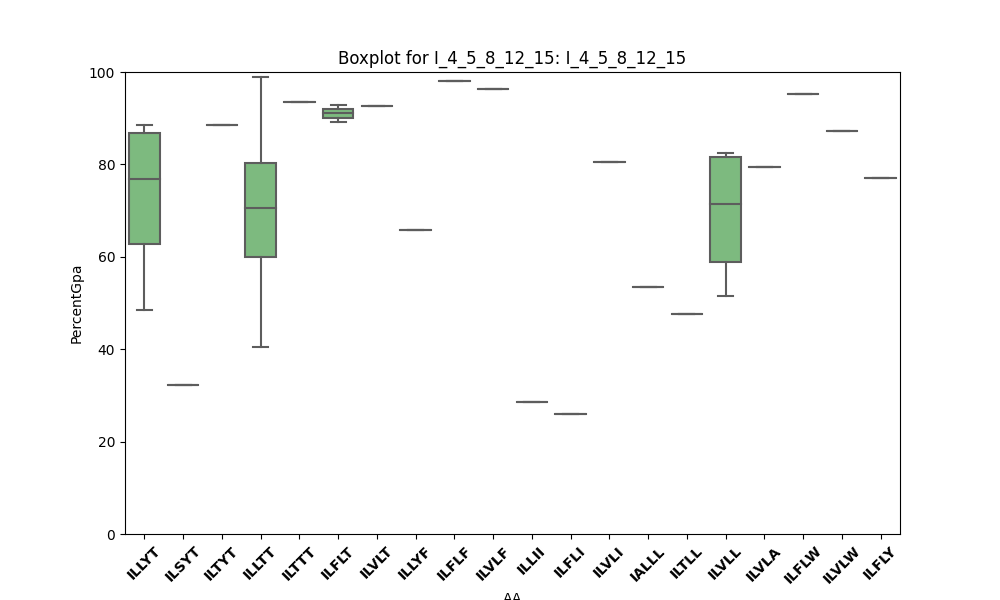 Boxplot for I_4_5_8_12_15: I_4_5_8_12_15
100
80
60
40
20
0
PercentGpa
ILLYT
ILSYT
ILTYT
ILLTT
ILTTT
ILFLT
ILVLT
ILLYF
ILFLF
ILVLF
ILLII
ILFLI
ILVLI
IALLL
ILTLL
ILVLL
ILVLA
ILFLW
ILVLW
ILFLY
AA